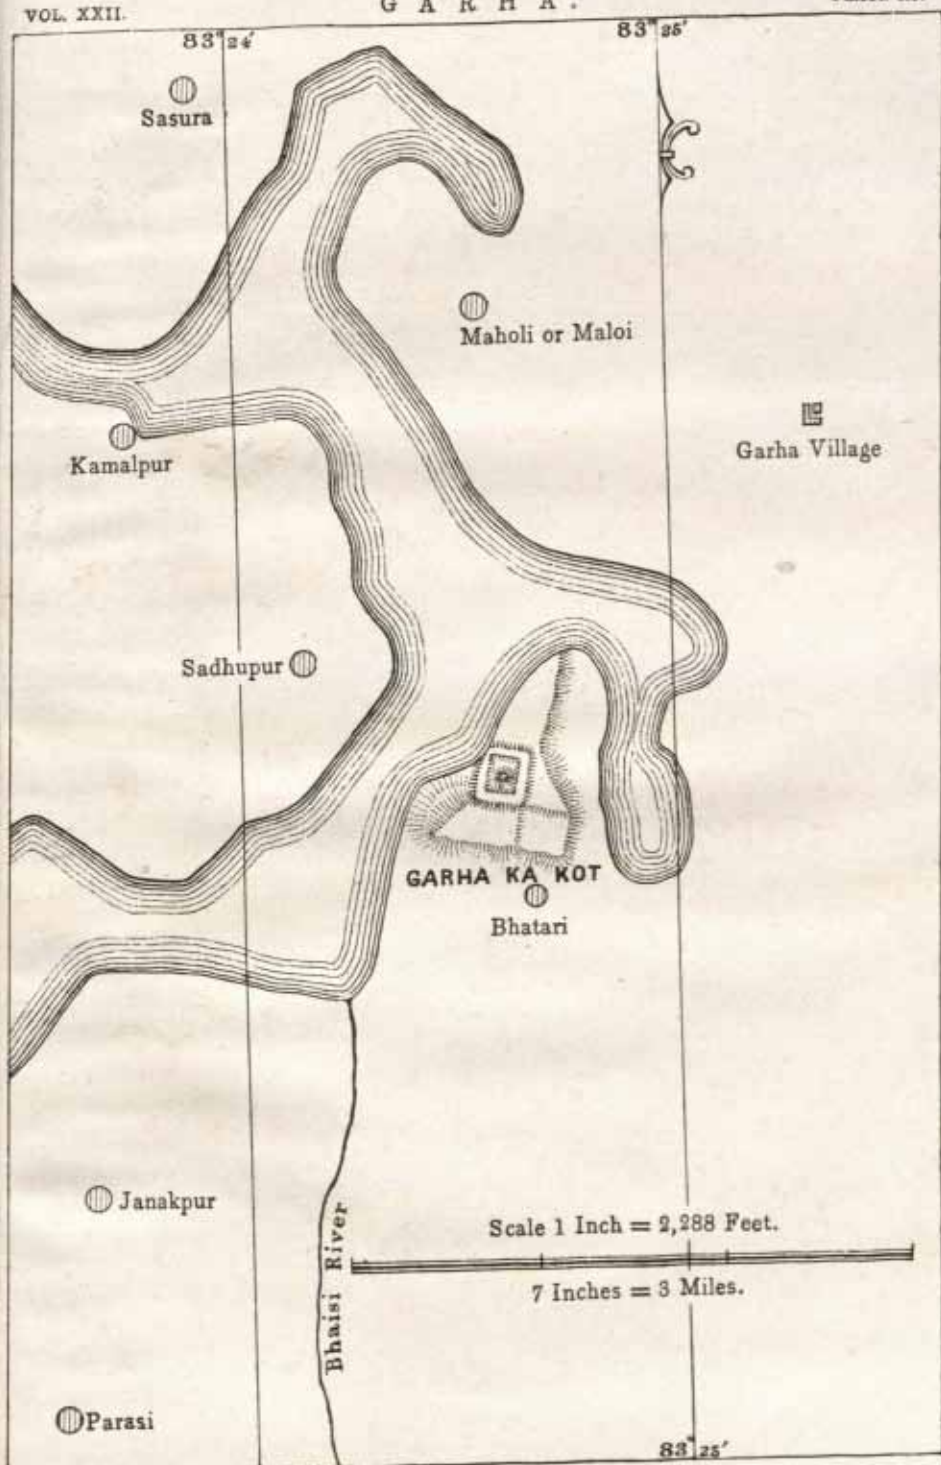 VOL. XXII.
G A R H A.
83° 24′
83° 25′
Sasura
Maholi or Maloi
Garha Village
Kamalpur
Sadhupur
GARHA KA KOT
Bhatari
Janakpur
Scale 1 Inch = 2,288 Feet.
7 Inches = 3 Miles.
Bhaisi River
Parasi
83° 25′